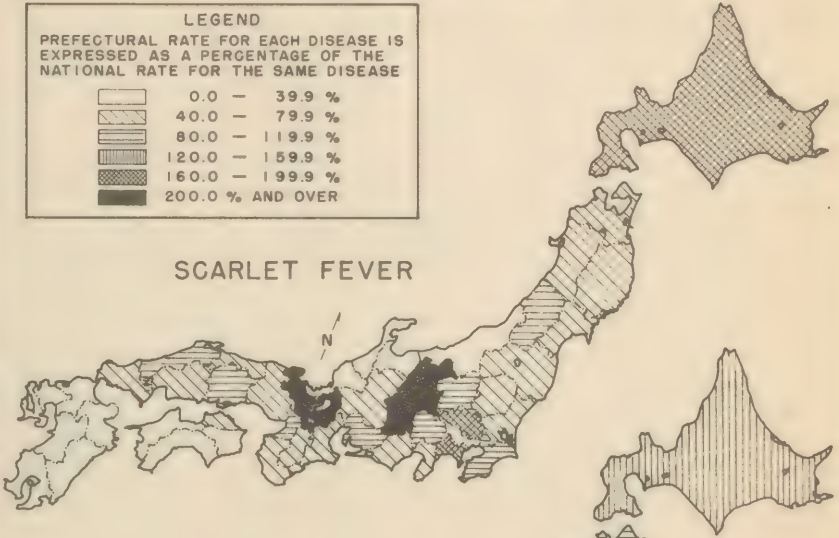 LEGEND
PREFECTURAL RATE FOR EACH DISEASE IS
EXPRESSED AS A PERCENTAGE OF THE
NATIONAL RATE FOR THE SAME DISEASE
0.0 – 39.9 %
40.0 – 79.9 %
80.0 – 119.9 %
120.0 – 159.9 %
160.0 – 199.9 %
200.0 % AND OVER
SCARLET FEVER
N